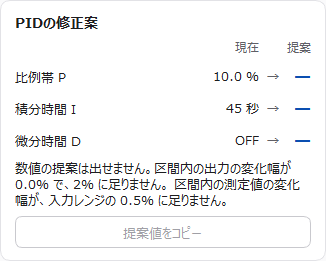 PIDの修正案
現在 提案
比例帯 P 10.0 % → —
積分時間 I 45 秒 → —
微分時間 D OFF → —
数値の提案は出せません。区間内の出力の変化幅が
0.0% で、2% に足りません。 区間内の測定値の変化
幅が、入力レンジの 0.5% に足りません。
提案値をコピー